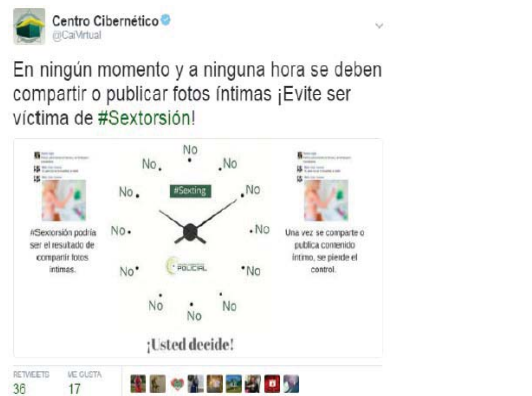 Centro Cibernético
@CaiVirtual
En ningún momento y a ninguna hora se deben
compartir o publicar fotos íntimas ¡Evite ser
víctima de #Sextorsión!
No
No
No
No
#Sexting
No
No
No
No
No
No
No
No
POLICIAL
#Sextorsión podría
ser el resultado de
compartir fotos
íntimas.
Una vez se comparte o
publica contenido
íntimo, se pierde el
control.
¡Usted decide!
RETWEETS
ME GUSTA
36
17